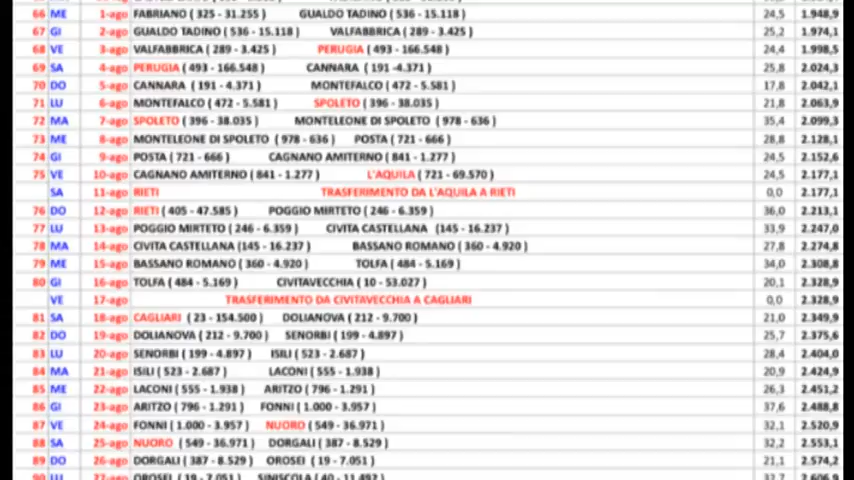 66 ME 1-ago FABRIANO ( 325 - 31.255 ) GUALDO TADINO ( 536 - 15.118 ) 24,5 1.948,9
67 GI 2-ago GUALDO TADINO ( 536 - 15.118 ) VALFABBRICA ( 289 - 3.425 ) 25,2 1.974,1
68 VE 3-ago VALFABBRICA ( 289 - 3.425 ) PERUGIA ( 493 - 166.548 ) 24,4 1.998,5
69 SA 4-ago PERUGIA ( 493 - 166.548 ) CANNARA ( 191 -4.371 ) 25,8 2.024,3
70 DO 5-ago CANNARA ( 191 - 4.371 ) MONTEFALCO ( 472 - 5.581 ) 17,8 2.042,1
71 LU 6-ago MONTEFALCO ( 472 - 5.581 ) SPOLETO ( 396 - 38.035 ) 21,8 2.063,9
72 MA 7-ago SPOLETO ( 396 - 38.035 ) MONTELEONE DI SPOLETO ( 978 - 636 ) 35,4 2.099,3
73 ME 8-ago MONTELEONE DI SPOLETO ( 978 - 636 ) POSTA ( 721 - 666 ) 28,8 2.128,1
74 GI 9-ago POSTA ( 721 - 666 ) CAGNANO AMITERNO ( 841 - 1.277 ) 24,5 2.152,6
75 VE 10-ago CAGNANO AMITERNO ( 841 - 1.277 ) L'AQUILA ( 721 - 69.570 ) 24,5 2.177,1
SA 11-ago RIETI TRASFERIMENTO DA L'AQUILA A RIETI 0,0 2.177,1
76 DO 12-ago RIETI ( 405 - 47.585 ) POGGIO MIRTETO ( 246 - 6.359 ) 36,0 2.213,1
77 LU 13-ago POGGIO MIRTETO ( 246 - 6.359 ) CIVITA CASTELLANA (145 - 16.237 ) 33,9 2.247,0
78 MA 14-ago CIVITA CASTELLANA (145 - 16.237 ) BASSANO ROMANO ( 360 - 4.920 ) 27,8 2.274,8
79 ME 15-ago BASSANO ROMANO ( 360 - 4.920 ) TOLFA ( 484 - 5.169 ) 34,0 2.308,8
80 GI 16-ago TOLFA ( 484 - 5.169 ) CIVITAVECCHIA ( 10 - 53.027 ) 20,1 2.328,9
VE 17-ago TRASFERIMENTO DA CIVITAVECCHIA A CAGLIARI 0,0 2.328,9
81 SA 18-ago CAGLIARI ( 23 - 154.500 ) DOLIANOVA ( 212 - 9.700 ) 21,0 2.349,9
82 DO 19-ago DOLIANOVA ( 212 - 9.700 ) SENORBI ( 199 - 4.897 ) 25,7 2.375,6
83 LU 20-ago SENORBI ( 199 - 4.897 ) ISILI ( 523 - 2.687 ) 28,4 2.404,0
84 MA 21-ago ISILI ( 523 - 2.687 ) LACONI ( 555 - 1.938 ) 20,9 2.424,9
85 ME 22-ago LACONI ( 555 - 1.938 ) ARITZO ( 796 - 1.291 ) 26,3 2.451,2
86 GI 23-ago ARITZO ( 796 - 1.291 ) FONNI ( 1.000 - 3.957 ) 37,6 2.488,8
87 VE 24-ago FONNI ( 1.000 - 3.957 ) NUORO ( 549 - 36.971 ) 32,1 2.520,9
88 SA 25-ago NUORO ( 549 - 36.971 ) DORGALI ( 387 - 8.529 ) 32,2 2.553,1
89 DO 26-ago DORGALI ( 387 - 8.529 ) OROSEI ( 19 - 7.051 ) 21,1 2.574,2
90 LU 27-ago OROSEI ( 19 - 7.051 ) SINISCOLA ( 40 - 11.492 ) 32,7 2.606,9